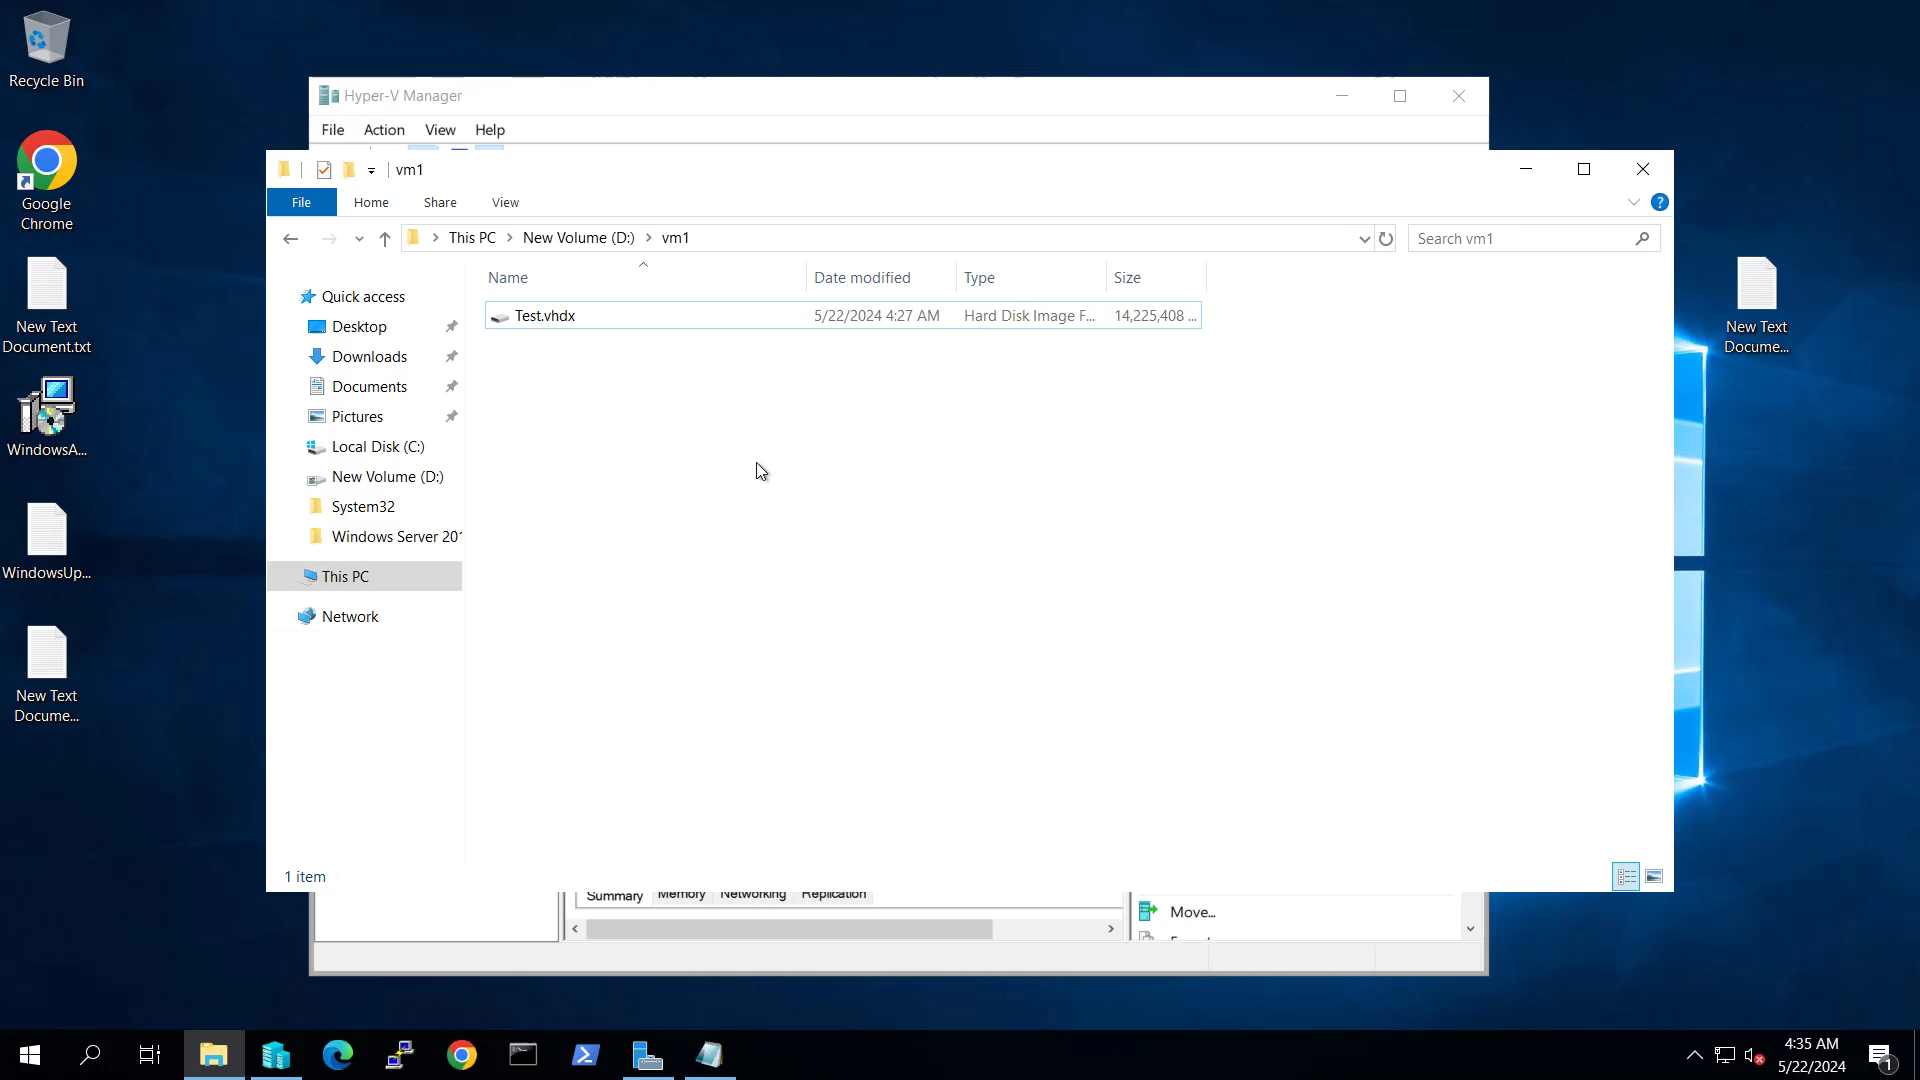 Recycle Bin
Google
Chrome
New Text
Document.txt
WindowsA...
WindowsUp...
New Text
Docume...
Hyper-V Manager
File Action View Help
vm1
File Home Share View
This PC > New Volume (D:) > vm1
Search vm1
Name Date modified Type Size
Test.vhdx 5/22/2024 4:27 AM Hard Disk Image F... 14,225,408 ...
Quick access
Desktop
Downloads
Documents
Pictures
Local Disk (C:)
New Volume (D:)
System32
Windows Server 201
This PC
Network
1 item
Summary Memory Networking Replication
Move...
New Text
Docume...
4:35 AM
5/22/2024
1